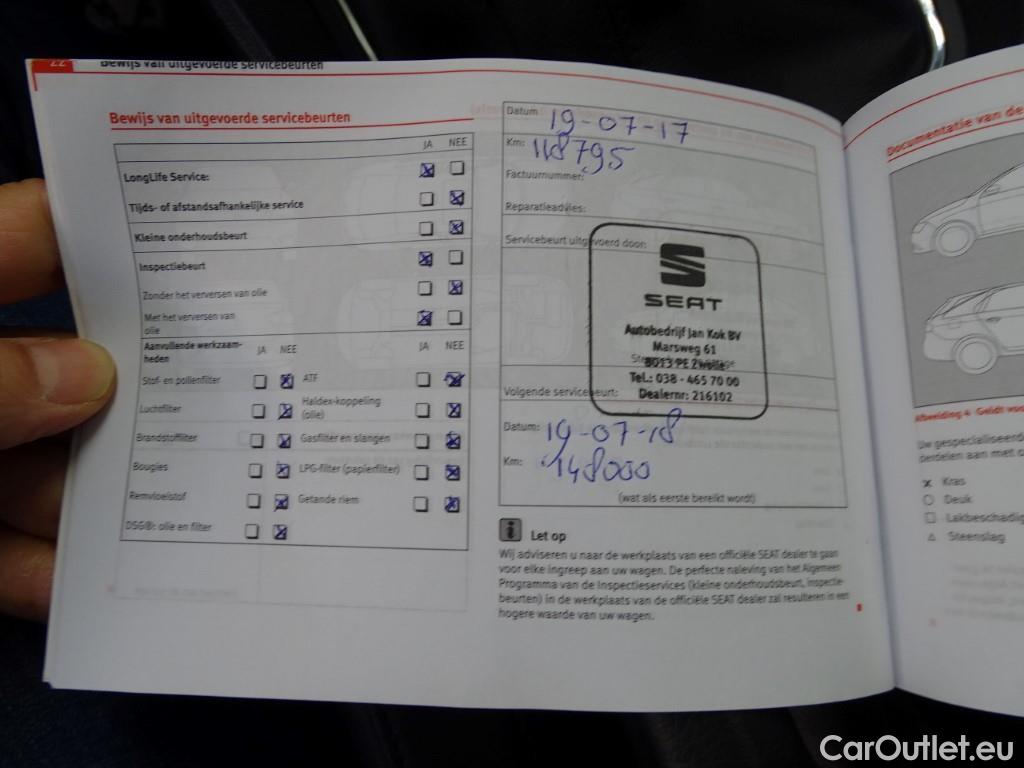 22 Bewijs van uitgevoerde servicebeurten
Bewijs van uitgevoerde servicebeurten
JA NEE
LongLife Service:
Tijds- of afstandsafhankelijke service
Kleine onderhoudsbeurt
Inspectiebeurt
Zonder het verversen van olie
Met het verversen van
olie
Aanvullende werkzaam-
heden
JA NEE
JA NEE
Stof- en pollenfilter
ATF
Luchtfilter
Haldex-koppeling
(olie)
Brandstoffilter
Gasfilter en slangen
Bougies
LPG-filter (papierfilter)
Remvloeistof
Getande riem
DSG®: olie en filter
Datum 19-07-17
Km: 118795
Factuurnummer:
Reparatieadvies:
Servicebeurt uitgevoerd door:
SEAT
Autobedrijf Jan Kok BV
Marsweg 61
8013 PE Zwolle
Tel.: 038 - 465 70 00
Dealernr: 216102
Volgende servicebeurt:
Datum: 19-07-18
Km: 148000
(wat als eerste bereikt wordt)
i Let op
Wij adviseren u naar de werkplaats van een officiële SEAT dealer te gaan
voor elke ingreep aan uw wagen. De perfecte naleving van het Algemeen
Programma van de Inspectieservices (kleine onderhoudsbeurt, inspectie-
beurten) in de werkplaats van de officiële SEAT dealer zal resulteren in een
hogere waarde van uw wagen.
Documentatie van de
Afbeelding 4 Geldt voor
Uw gespecialiseerd
derdelen aan met
x Kras
Deuk
Lakbeschadig
Steenslag
CarOutlet.eu